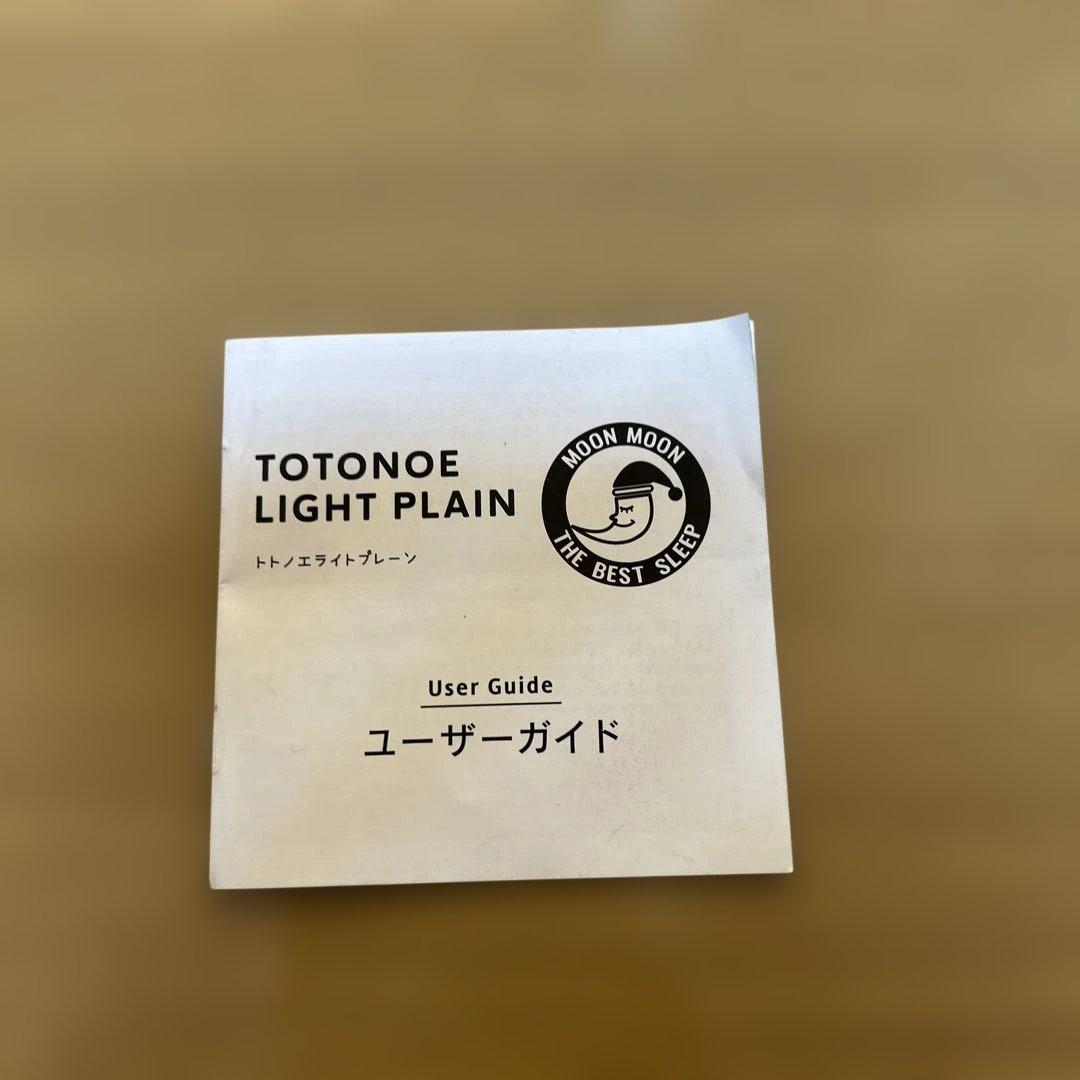 TOTONOE
LIGHT PLAIN
トトノエライトプレーン
MOON MOON
THE BEST SLEEP
User Guide
ユーザーガイド